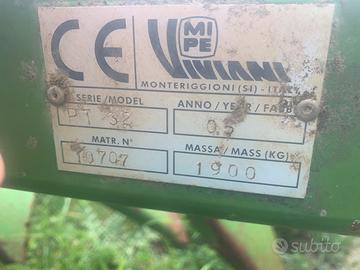 CE
MI
PE
VIVIANI
MONTERIGGIONI (SI) - ITALY
SERIE/MODEL
ANNO / YEAR / FABB
PT 32
05
MATR. N°
MASSA / MASS (KG)
10707
1900
subito